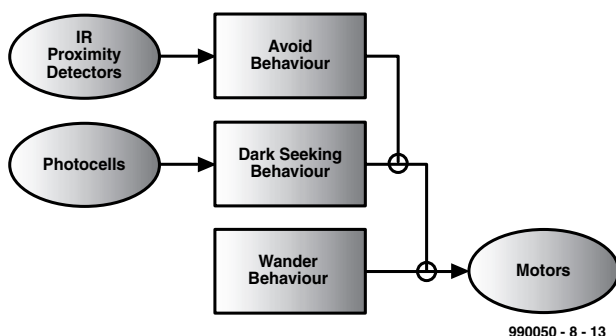 IR
Proximity
Detectors
Avoid
Behaviour
Photocells
Dark Seeking
Behaviour
Wander
Behaviour
Motors
990050 - 8 - 13